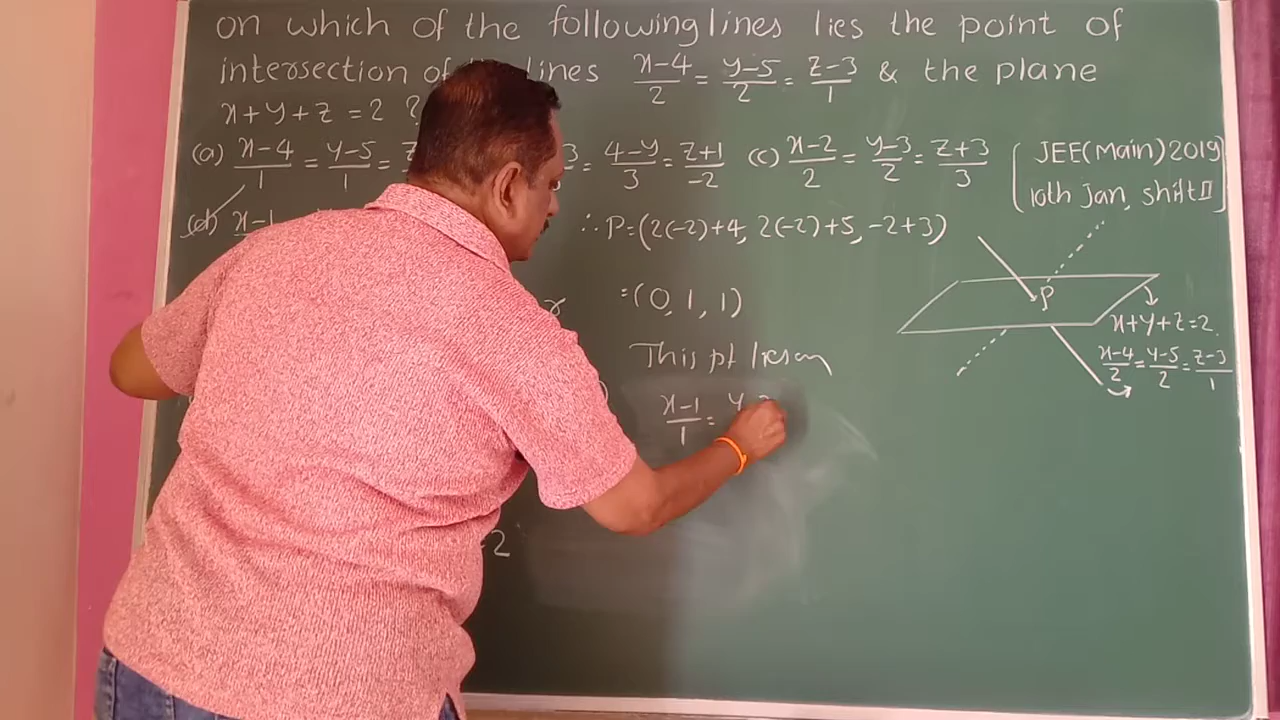 on which of the following lines lies the point of
intersection of lines x-4/2 = y-5/2 = z-3/1 & the plane
x+y+z = 2 ?
(a) x-4/1 = y-5/1 = 3 = 4-y/3 = z+1/-2 (c) x-2/2 = y-3/2 = z+3/3 [JEE(Main) 2019
10th Jan, shift II]
(d) x-1
∴ P=(2(-2)+4, 2(-2)+5, -2+3)
=(0, 1, 1)
This pt lies on
x-1/1 = y-3
-2
P
x+y+z=2
x-4/2 = y-5/2 = z-3/1